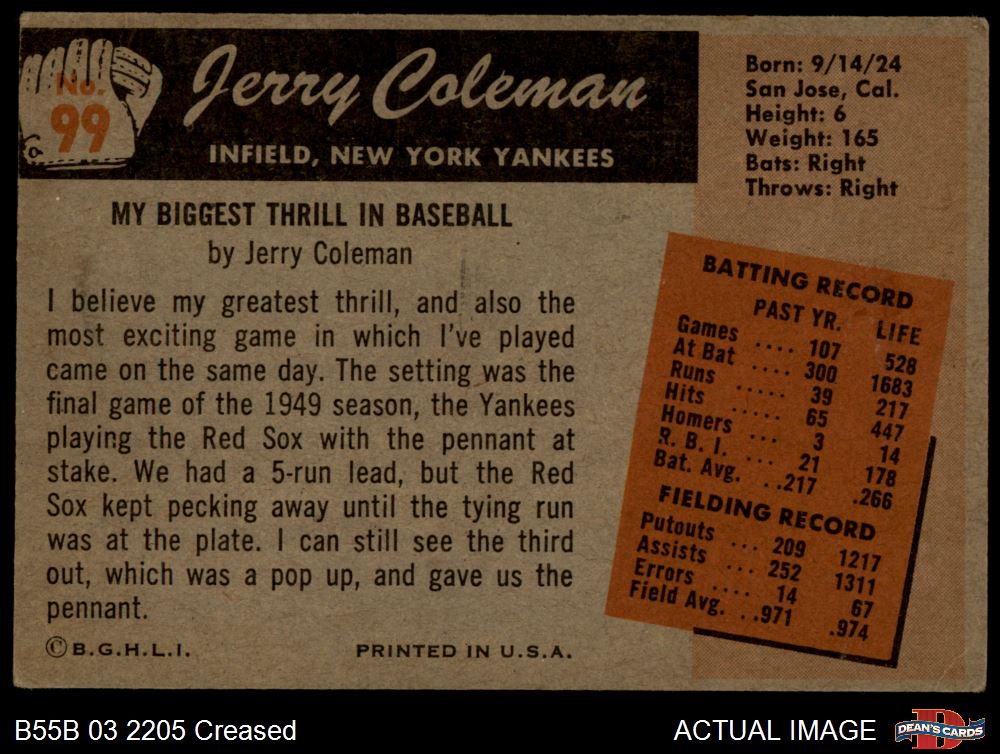 No.
99
Jerry Coleman
INFIELD, NEW YORK YANKEES
Born: 9/14/24
San Jose, Cal.
Height: 6
Weight: 165
Bats: Right
Throws: Right
MY BIGGEST THRILL IN BASEBALL
by Jerry Coleman
I believe my greatest thrill, and also the
most exciting game in which I've played
came on the same day. The setting was the
final game of the 1949 season, the Yankees
playing the Red Sox with the pennant at
stake. We had a 5-run lead, but the Red
Sox kept pecking away until the tying run
was at the plate. I can still see the third
out, which was a pop up, and gave us the
pennant.
© B.G.H.L.I. PRINTED IN U.S.A.
BATTING RECORD
PAST YR. LIFE
Games .... 107 528
At Bat .... 300 1683
Runs ..... 39 217
Hits ..... 65 447
Homers ... 3 14
R. B. I. ... 21 178
Bat. Avg. ..217 .266
FIELDING RECORD
Putouts ... 209 1217
Assists ... 252 1311
Errors .... 14 67
Field Avg. ..971 .974
B55B 03 2205 Creased ACTUAL IMAGE D DEAN'S CARDS